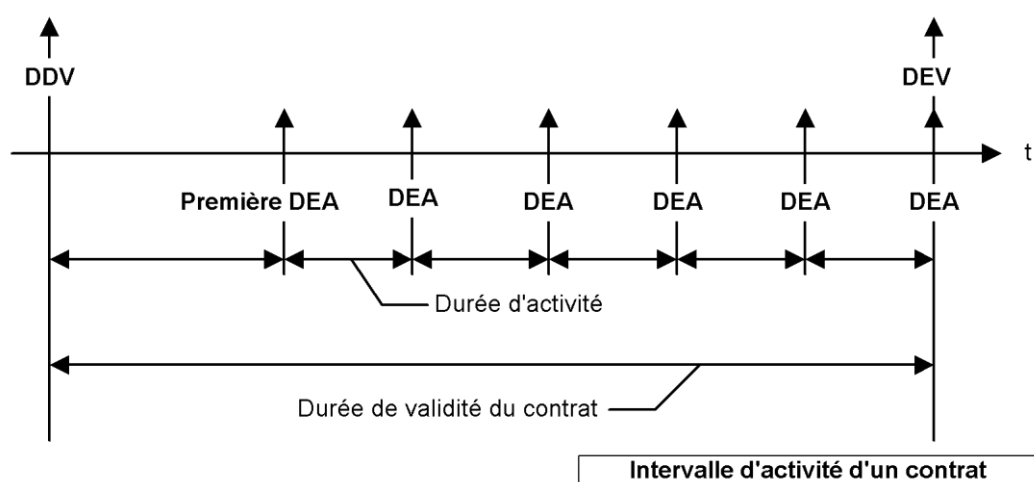 DDV
DEV
t
Première DEA
DEA
DEA
DEA
DEA
DEA
Durée d'activité
Durée de validité du contrat
Intervalle d'activité d'un contrat